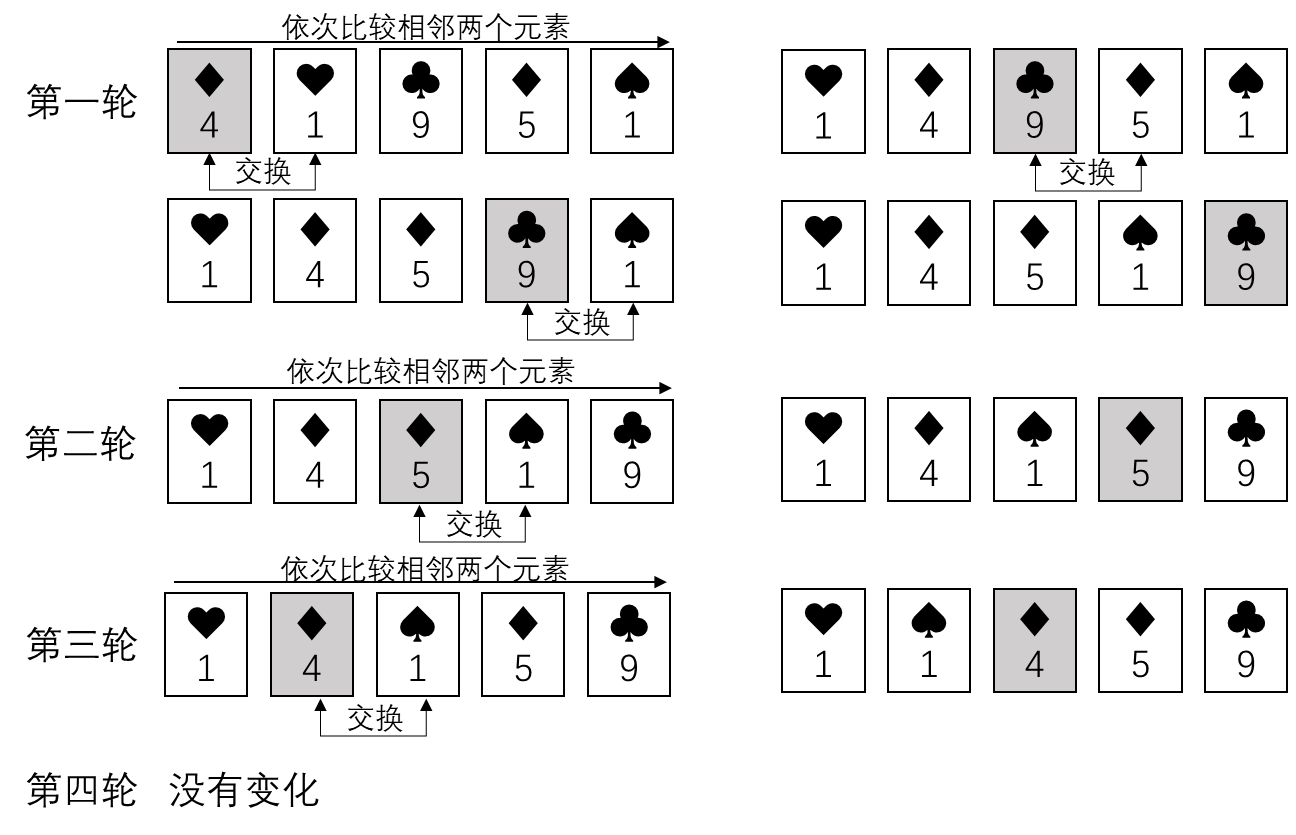 依次比较相邻两个元素
第一轮
♦ ♥ ♣ ♦ ♠ ♥ ♦ ♣ ♦ ♠
4 1 9 5 1 1 4 9 5 1
交换 交换
♥ ♦ ♦ ♣ ♠ ♥ ♦ ♦ ♠ ♣
1 4 5 9 1 1 4 5 1 9
交换
依次比较相邻两个元素
第二轮
♥ ♦ ♦ ♠ ♣ ♥ ♦ ♠ ♦ ♣
1 4 5 1 9 1 4 1 5 9
交换
依次比较相邻两个元素
第三轮
♥ ♦ ♠ ♦ ♣ ♥ ♠ ♦ ♦ ♣
1 4 1 5 9 1 1 4 5 9
交换
第四轮 没有变化